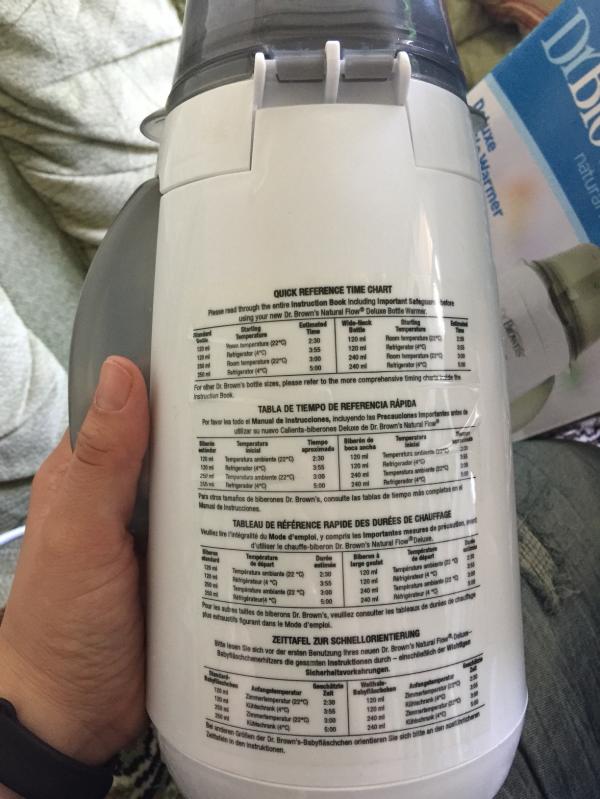 DrBro
natural
Deluxe
Warmer
QUICK REFERENCE TIME CHART
Please read through the entire Instruction Book including Important Safeguards before
using your new Dr. Brown's Natural Flow® Deluxe Bottle Warmer.
Standard Bottle Starting Temperature Estimated Time Wide-Neck Bottle Starting Temperature Estimated Time
120 ml Room temperature (22°C) 2:30 120 ml Room temperature (22°C) 2:30
120 ml Refrigerator (4°C) 3:55 120 ml Refrigerator (4°C)
250 ml Room temperature (22°C) 3:00 240 ml Room temperature (22°C)
250 ml Refrigerator (4°C) 5:00 240 ml Refrigerator (4°C)
For other Dr. Brown's bottle sizes, please refer to the more comprehensive timing charts inside the
Instruction Book.
TABLA DE TIEMPO DE REFERENCIA RÁPIDA
Por favor lea todo el Manual de Instrucciones, incluyendo las Precauciones Importantes antes de
utilizar su nuevo Calienta-biberones Deluxe de Dr. Brown's Natural Flow®
Biberón estándar Temperatura inicial Tiempo aproximado Biberón de boca ancha Temperatura inicial Tiempo aproximado
120 ml Temperatura ambiente (22°C) 2:30 120 ml Temperatura ambiente (22°C)
120 ml Refrigerador (4°C) 3:55 120 ml Refrigerador (4°C)
250 ml Temperatura ambiente (22°C) 3:00 240 ml Temperatura ambiente (22°C)
250 ml Refrigerador (4°C) 5:00 240 ml Refrigerador (4°C)
Para otros tamaños de biberones Dr. Brown's, consulte las tablas de tiempo más completas en el
Manual de Instrucciones.
TABLEAU DE RÉFÉRENCE RAPIDE DES DURÉES DE CHAUFFAGE
Veuillez lire l'intégralité du Mode d'emploi, y compris les Importantes mesures de précaution, avant
d'utiliser le chauffe-biberon Dr. Brown's Natural Flow® Deluxe.
Biberon standard Température de départ Durée estimée Biberon à large goulot Température de départ Durée estimée
120 ml Température ambiante (22 °C) 2:30 120 ml Température ambiante (22 °C)
120 ml Réfrigérateur (4 °C) 3:55 120 ml Réfrigérateur (4 °C)
250 ml Température ambiante (22 °C) 3:00 240 ml Température ambiante (22 °C)
250 ml Réfrigérateur (4 °C) 5:00 240 ml Réfrigérateur (4 °C)
Pour les autres tailles de biberons Dr. Brown's, veuillez consulter les tableaux de durées de chauffage
plus exhaustifs figurant dans le Mode d'emploi.
ZEITTAFEL ZUR SCHNELLORIENTIERUNG
Bitte lesen Sie sich vor der ersten Benutzung Ihres neuen Dr. Brown's Natural Flow® Deluxe-
Babyfläschchenerhitzers die gesamten Instruktionen durch – einschließlich der Wichtigen
Sicherheitsvorkehrungen.
Standard-Babyfläschchen Anfangstemperatur Geschätzte Zeit Weithals-Babyfläschchen Anfangstemperatur Geschätzte Zeit
120 ml Zimmertemperatur (22°C) 2:30 120 ml Zimmertemperatur (22°C)
120 ml Kühlschrank (4°C) 3:55 120 ml Kühlschrank (4°C)
250 ml Zimmertemperatur (22°C) 3:00 240 ml Zimmertemperatur (22°C)
250 ml Kühlschrank (4°C) 5:00 240 ml Kühlschrank (4°C)
Bei anderen Größen der Dr. Brown's-Babyfläschchen orientieren Sie sich bitte an den ausführlicheren
Zeittafeln in den Instruktionen.